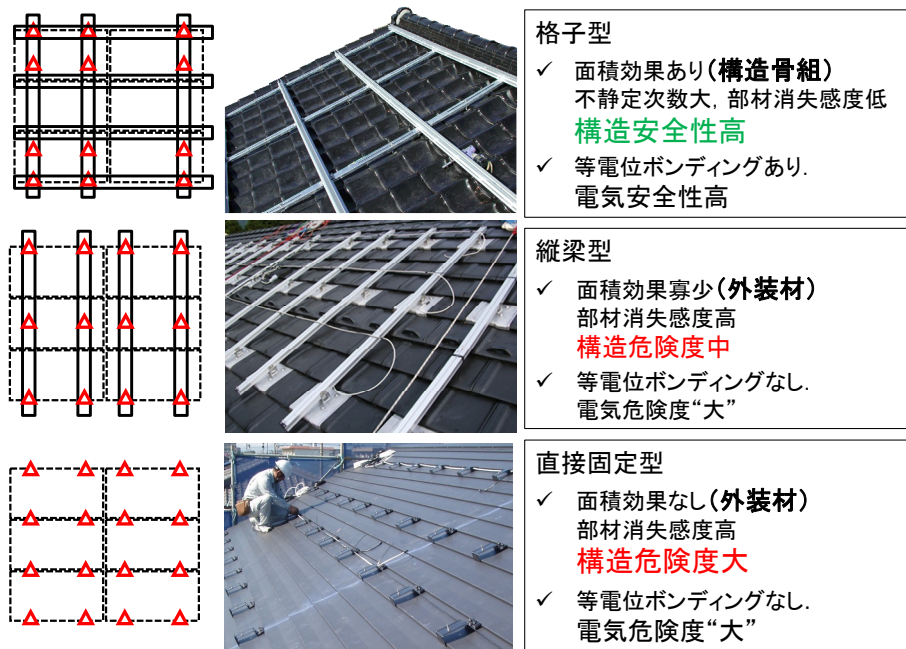 格子型
✓ 面積効果あり(構造骨組)
不静定次数大，部材消失感度低
構造安全性高
✓ 等電位ボンディングあり.
電気安全性高
縦梁型
✓ 面積効果寡少(外装材)
部材消失感度高
構造危険度中
✓ 等電位ボンディングなし.
電気危険度“大”
直接固定型
✓ 面積効果なし(外装材)
部材消失感度高
構造危険度大
✓ 等電位ボンディングなし.
電気危険度“大”